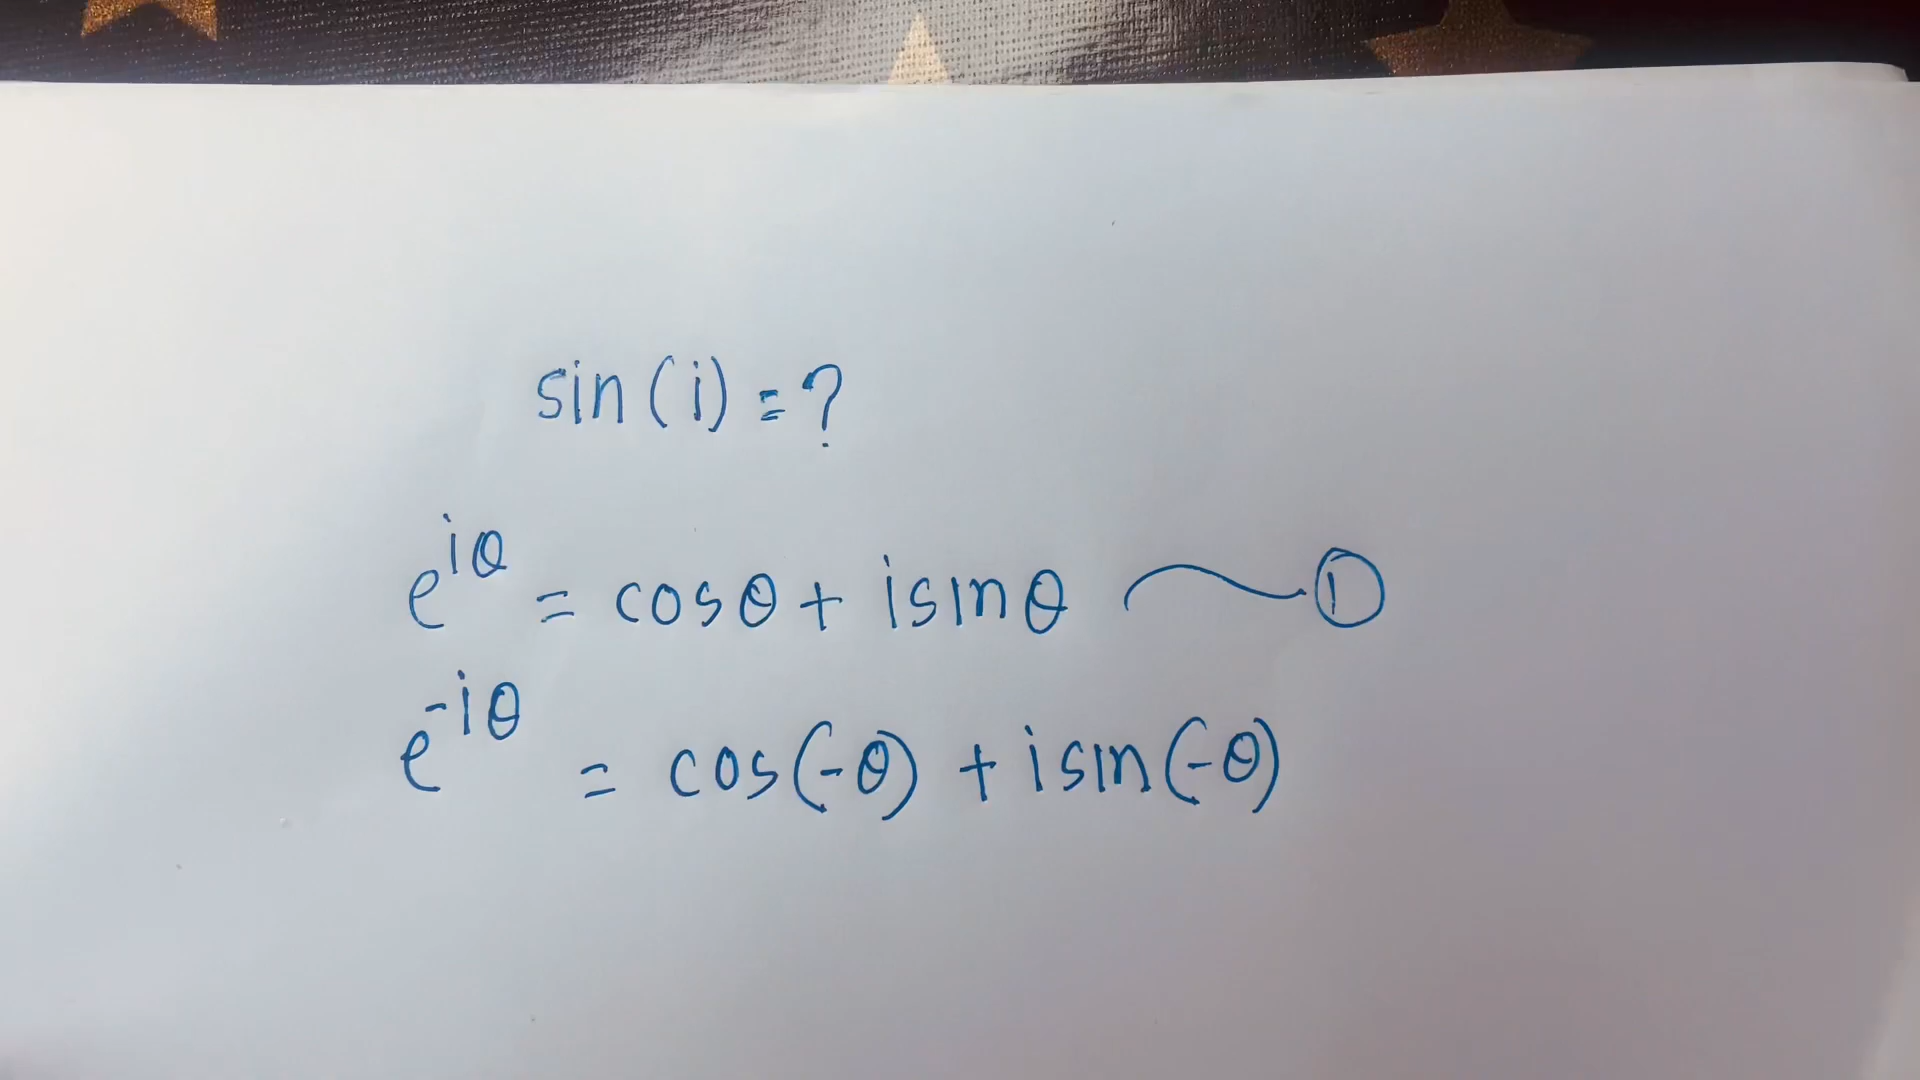 sin(i) = ?
e^{iθ} = cosθ + isinθ ~ ①
e^{-iθ} = cos(-θ) + isin(-θ)